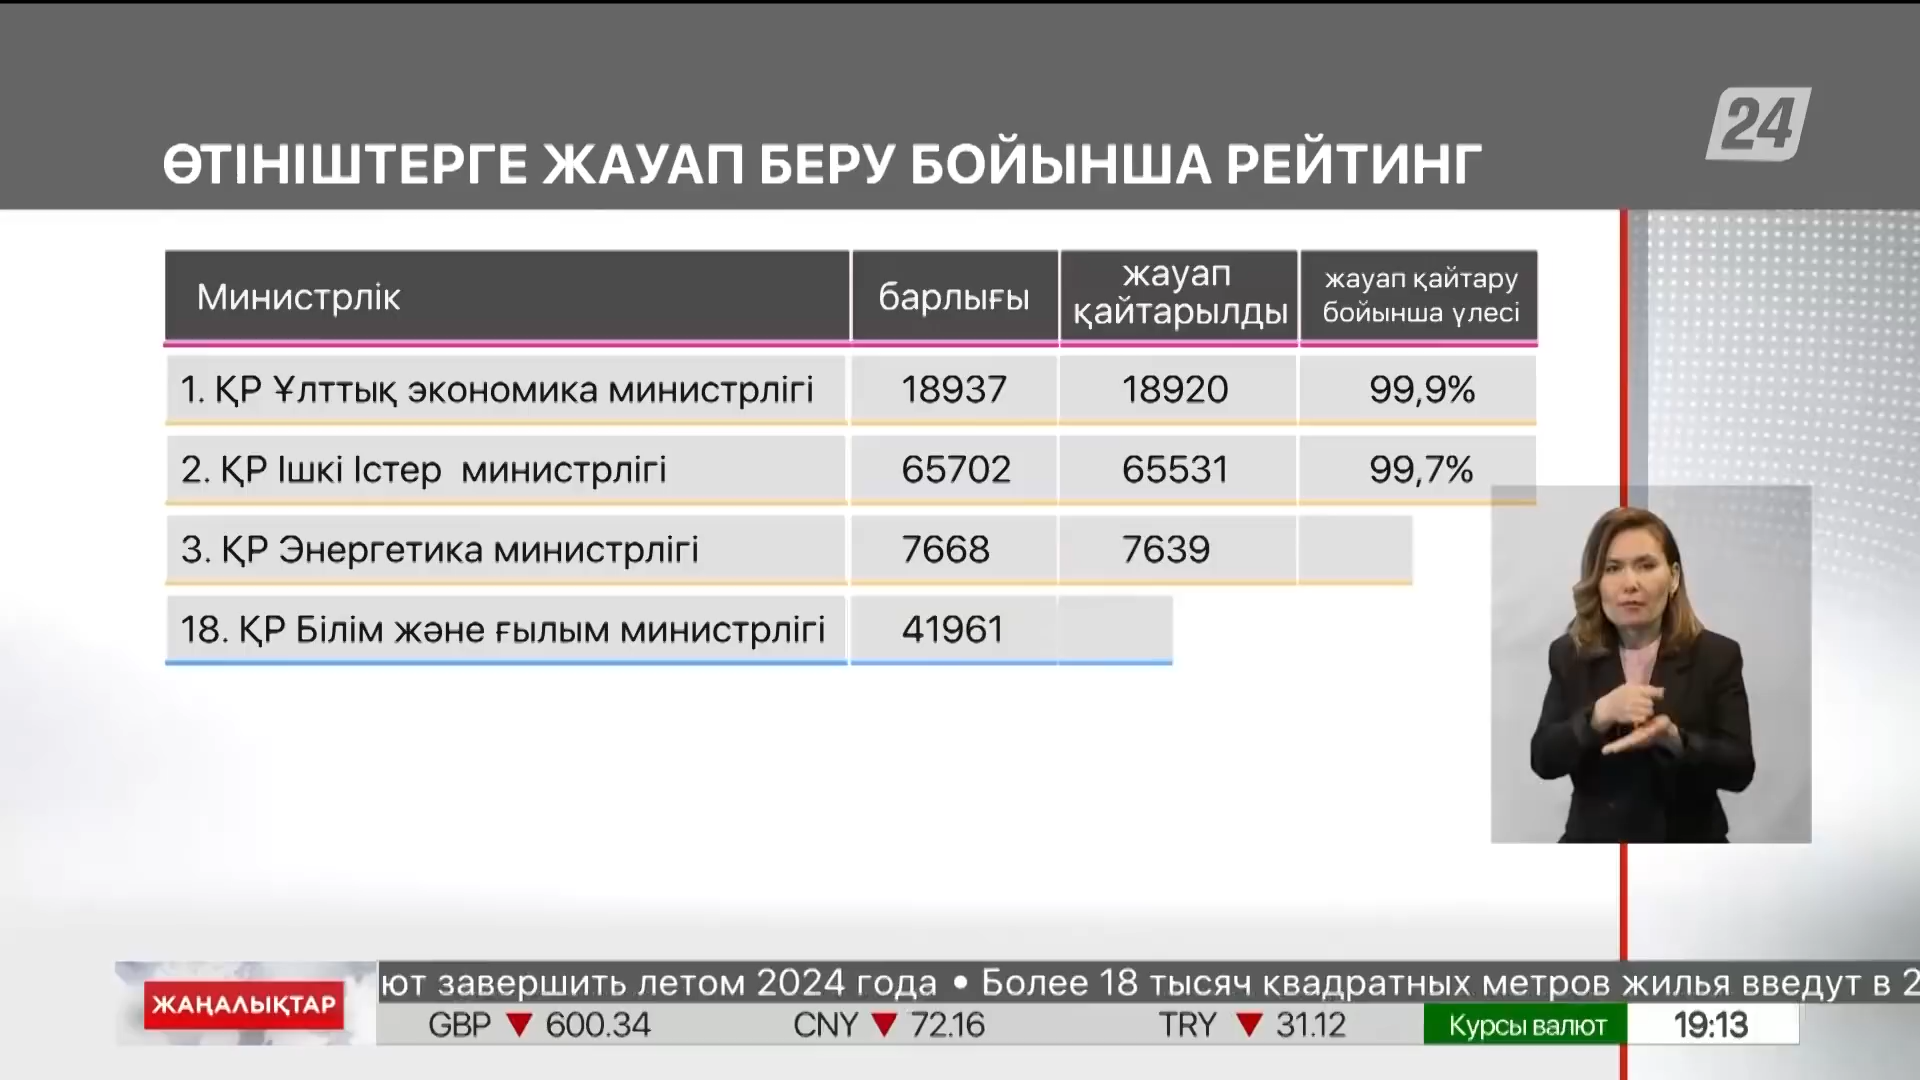 24
ӨТІНІШТЕРГЕ ЖАУАП БЕРУ БОЙЫНША РЕЙТИНГ
Министрлік барлығы жауап қайтарылды жауап қайтару бойынша үлесі
1. ҚР Ұлттық экономика министрлігі 18937 18920 99,9%
2. ҚР Ішкі Істер министрлігі 65702 65531 99,7%
3. ҚР Энергетика министрлігі 7668 7639
18. ҚР Білім және ғылым министрлігі 41961
ют завершить летом 2024 года • Более 18 тысяч квадратных метров жилья введут в 2
ЖАҢАЛЫҚТАР
GBP ▼ 600.34 CNY ▼ 72.16 TRY ▼ 31.12 Курсы валют 19:13